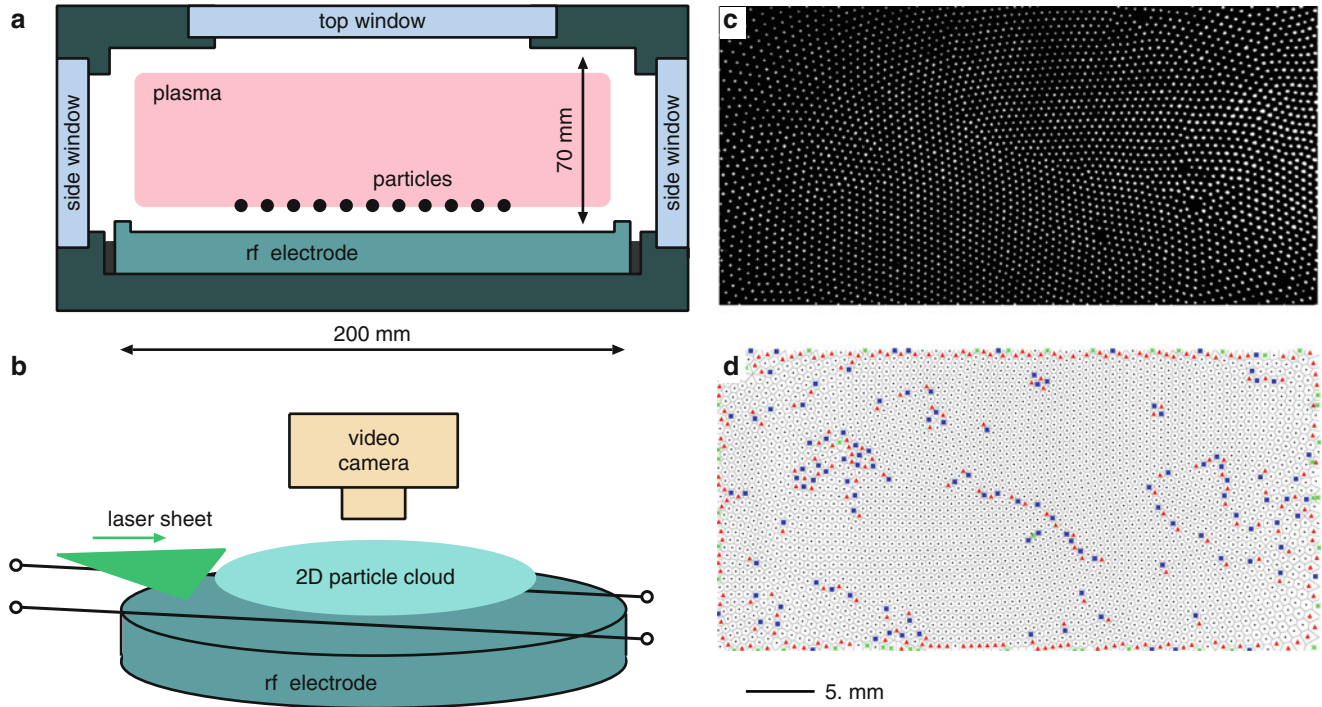 a
top window
plasma
side window
70 mm
side window
particles
rf electrode
200 mm
b
video
camera
laser sheet
2D particle cloud
rf electrode
c
d
5. mm